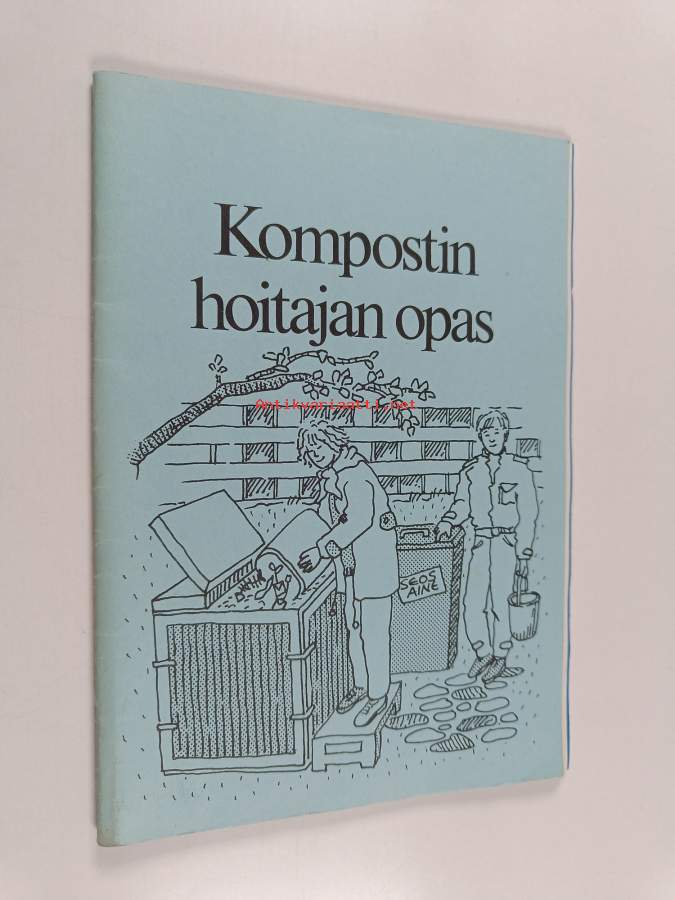 Kompostin
hoitajan opas
Antikvariaatti.net
SEOS
AINE